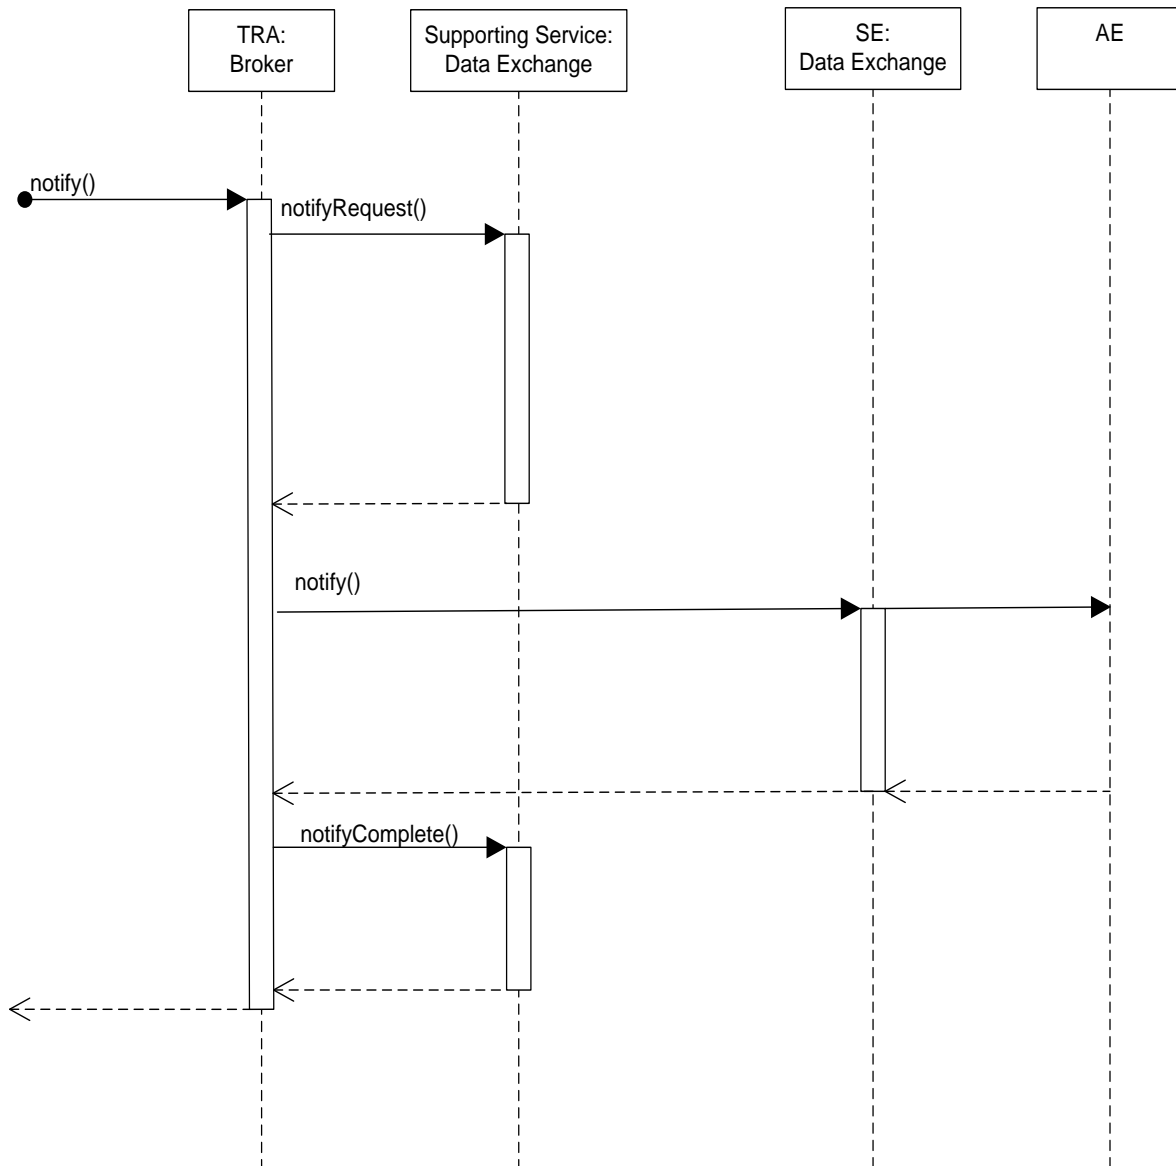 TRA:
Broker
Supporting Service:
Data Exchange
SE:
Data Exchange
AE
notify()
notifyRequest()
notify()
notifyComplete()